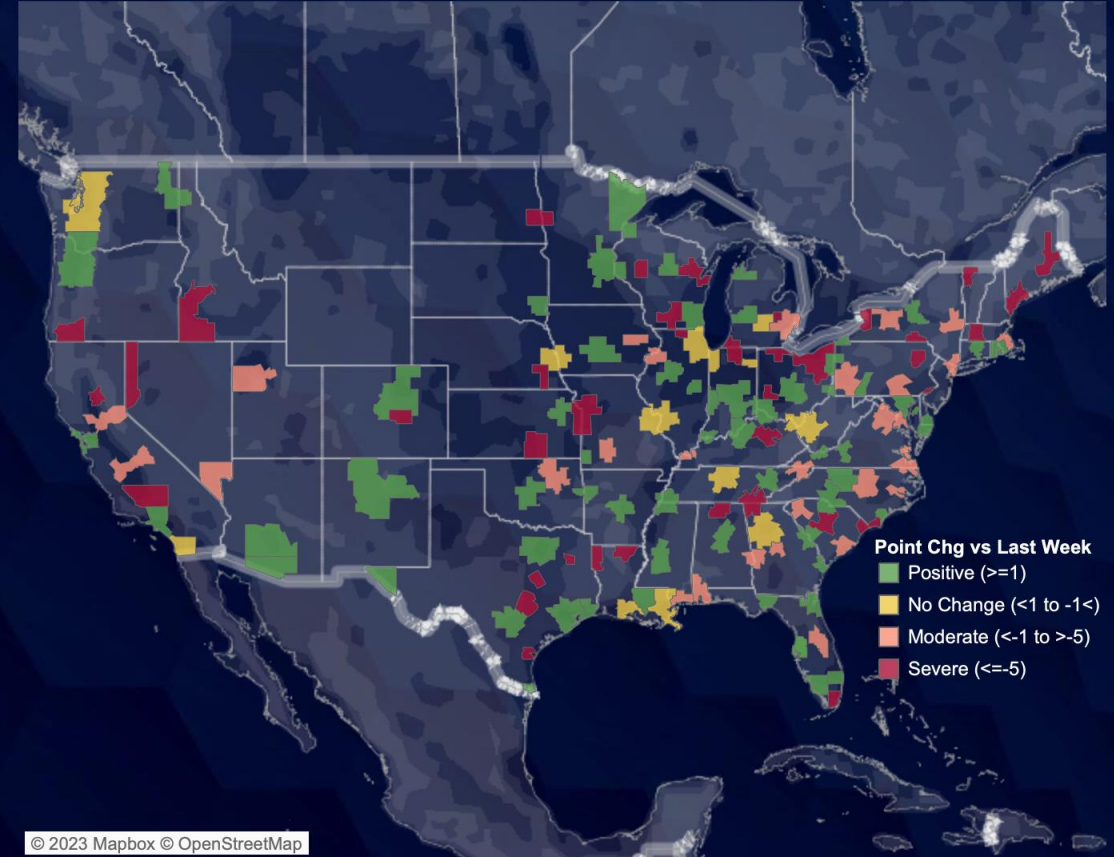 Point Chg vs Last Week
Positive (>=1)
No Change (<1 to -1<)
Moderate (<-1 to >-5)
Severe (<=-5)
© 2023 Mapbox © OpenStreetMap